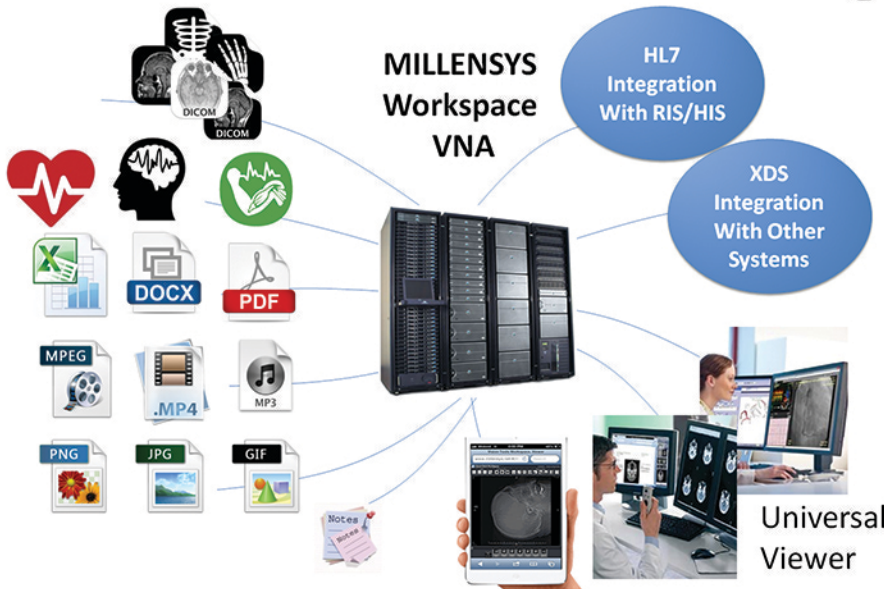 MILLENSYS
Workspace
VNA
HL7
Integration
With RIS/HIS
XDS
Integration
With Other
Systems
DICOM
DICOM
X
DOCX
PDF
MPEG
.MP4
MP3
PNG
JPG
GIF
Notes
Notes
Universal
Viewer